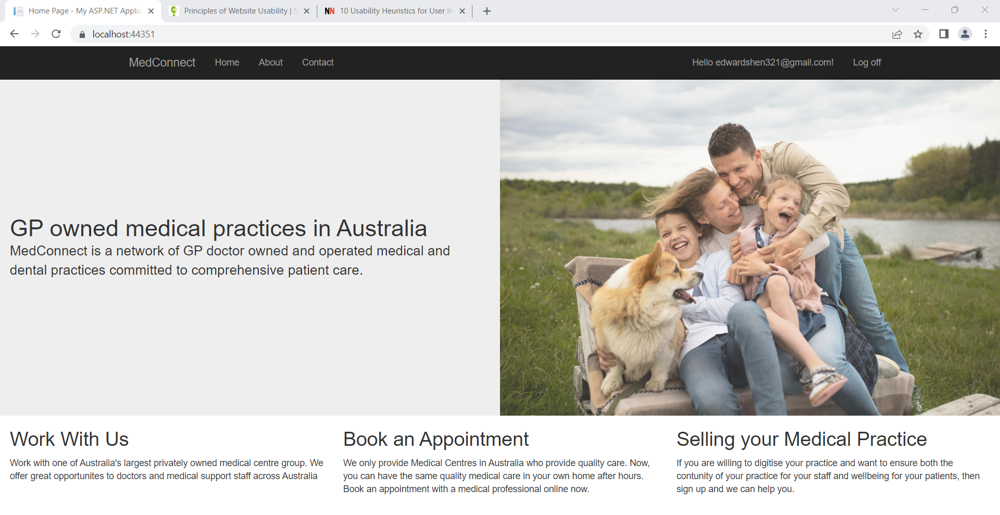 Home Page - My ASP.NET Applic
Principles of Website Usability | 5
NN 10 Usability Heuristics for User In
localhost:44351
MedConnect Home About Contact Hello edwardshen321@gmail.com! Log off
GP owned medical practices in Australia
MedConnect is a network of GP doctor owned and operated medical and
dental practices committed to comprehensive patient care.
Work With Us
Work with one of Australia's largest privately owned medical centre group. We
offer great opportunites to doctors and medical support staff across Australia
Book an Appointment
We only provide Medical Centres in Australia who provide quality care. Now,
you can have the same quality medical care in your own home after hours.
Book an appointment with a medical professional online now.
Selling your Medical Practice
If you are willing to digitise your practice and want to ensure both the
contunity of your practice for your staff and wellbeing for your patients, then
sign up and we can help you.